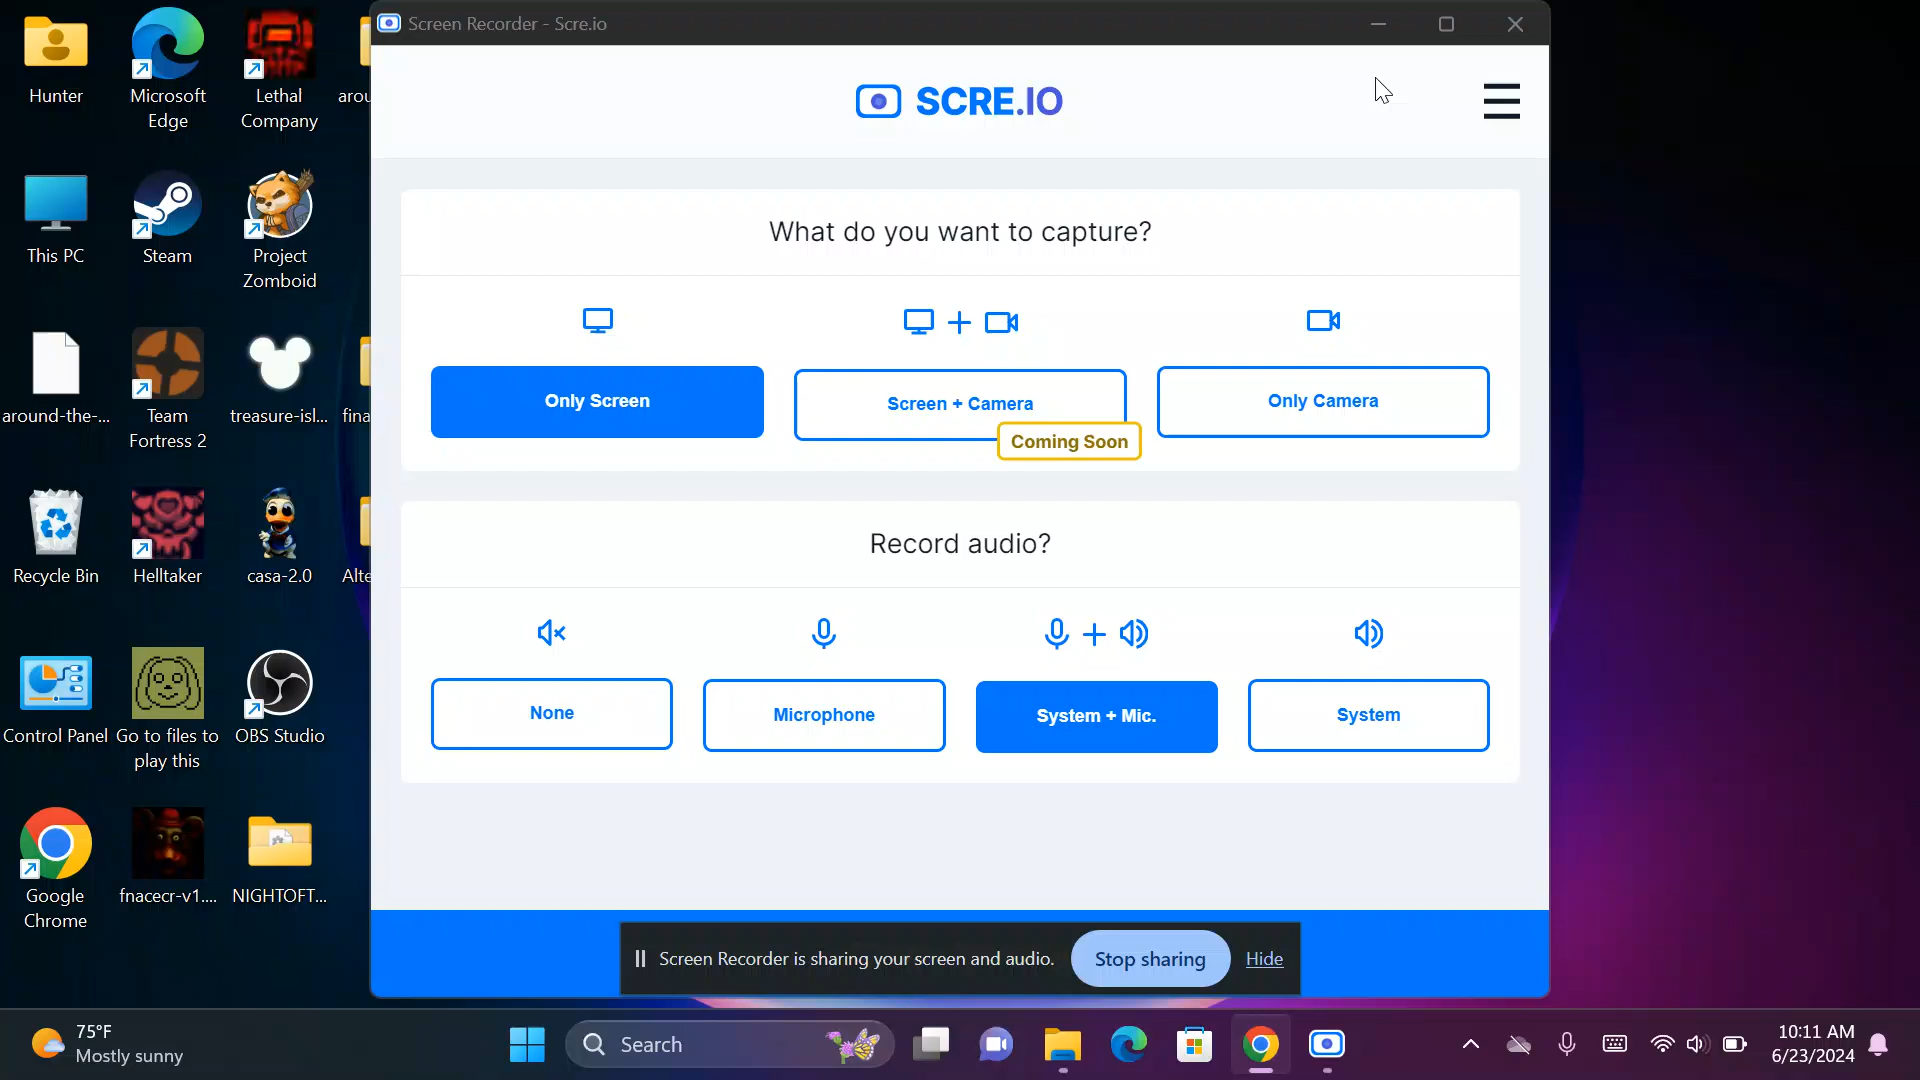 Screen Recorder - Scre.io
Hunter
Microsoft
Edge
Lethal
Company
arou
SCRE.IO
What do you want to capture?
This PC
Steam
Project
Zomboid
Only Screen
Screen + Camera
Only Camera
Coming Soon
around-the-...
Team
Fortress 2
treasure-isl...
fina
Record audio?
Recycle Bin
Helltaker
casa-2.0
Alte
None
Microphone
System + Mic.
System
Control Panel
Go to files to
play this
OBS Studio
Google
Chrome
fnacecr-v1....
NIGHTOFT...
Screen Recorder is sharing your screen and audio.
Stop sharing
Hide
75°F
Mostly sunny
Search
10:11 AM
6/23/2024